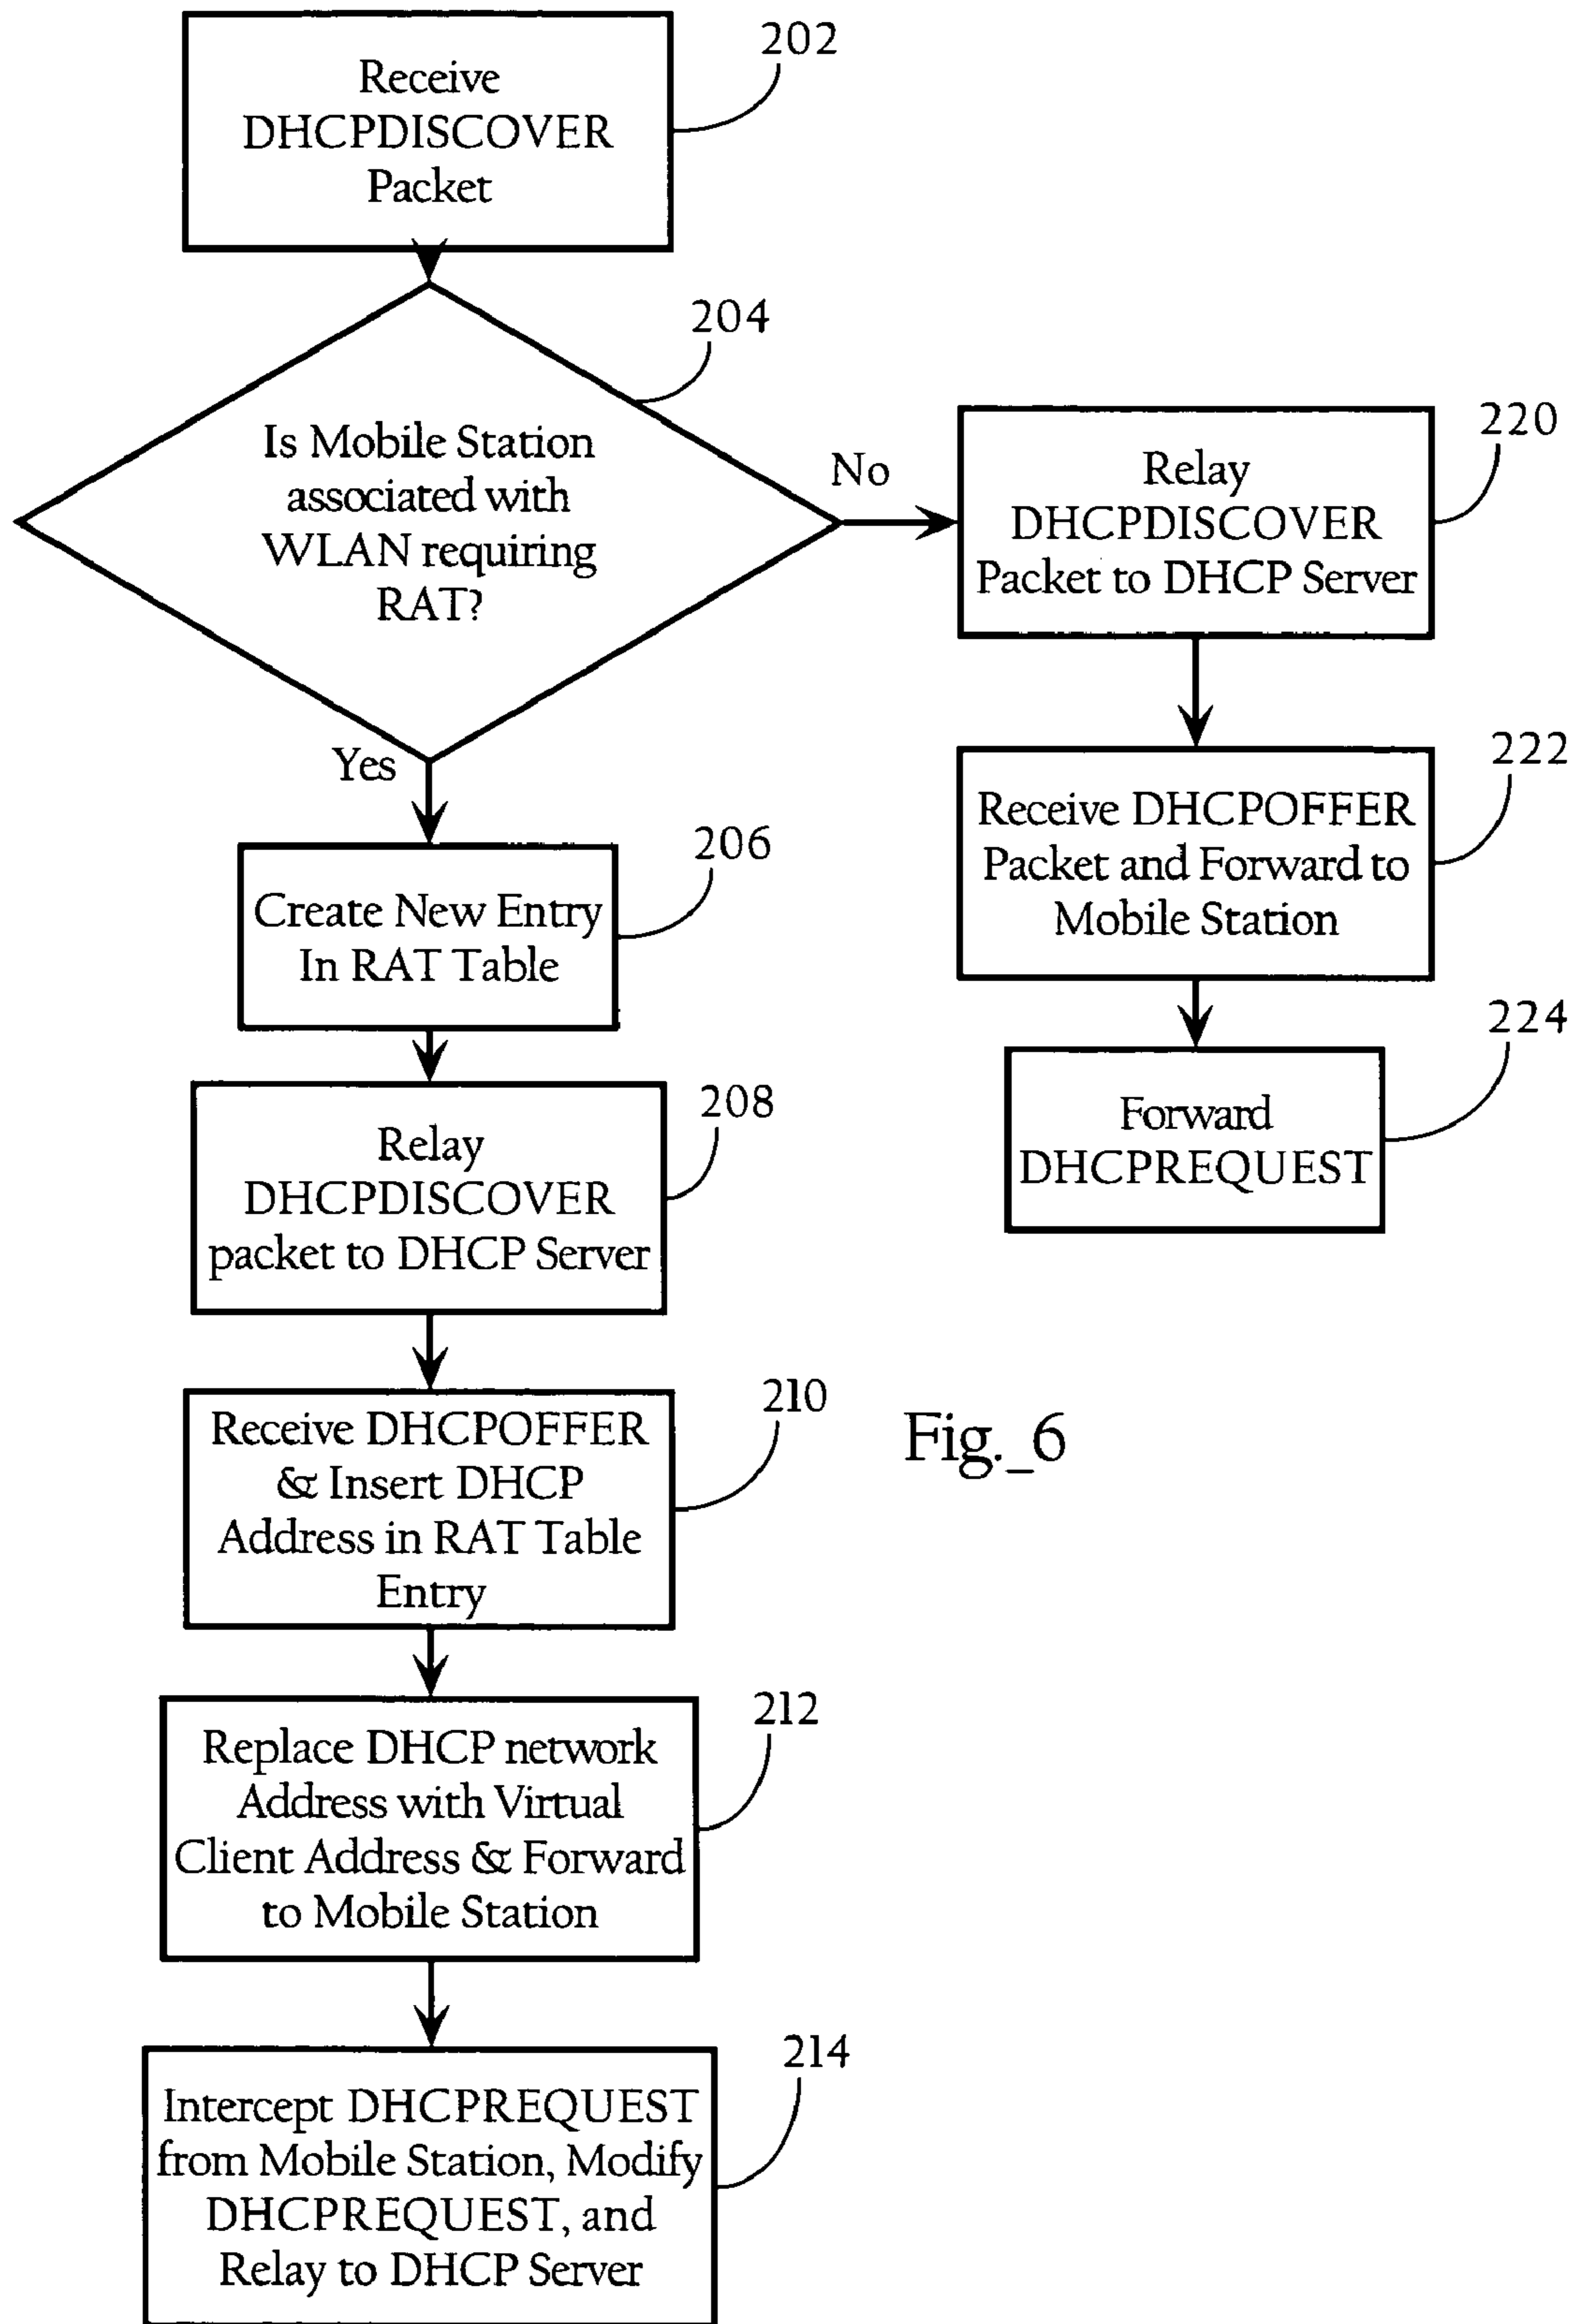 202
Receive
DHCPDISCOVER
Packet
204
Is Mobile Station
associated with
WLAN requiring
RAT?
No
Yes
220
Relay
DHCPDISCOVER
Packet to DHCP Server
222
Receive DHCPOFFER
Packet and Forward to
Mobile Station
224
Forward
DHCPREQUEST
206
Create New Entry
In RAT Table
208
Relay
DHCPDISCOVER
packet to DHCP Server
210
Receive DHCPOFFER
& Insert DHCP
Address in RAT Table
Entry
Fig._6
212
Replace DHCP network
Address with Virtual
Client Address & Forward
to Mobile Station
214
Intercept DHCPREQUEST
from Mobile Station, Modify
DHCPREQUEST, and
Relay to DHCP Server